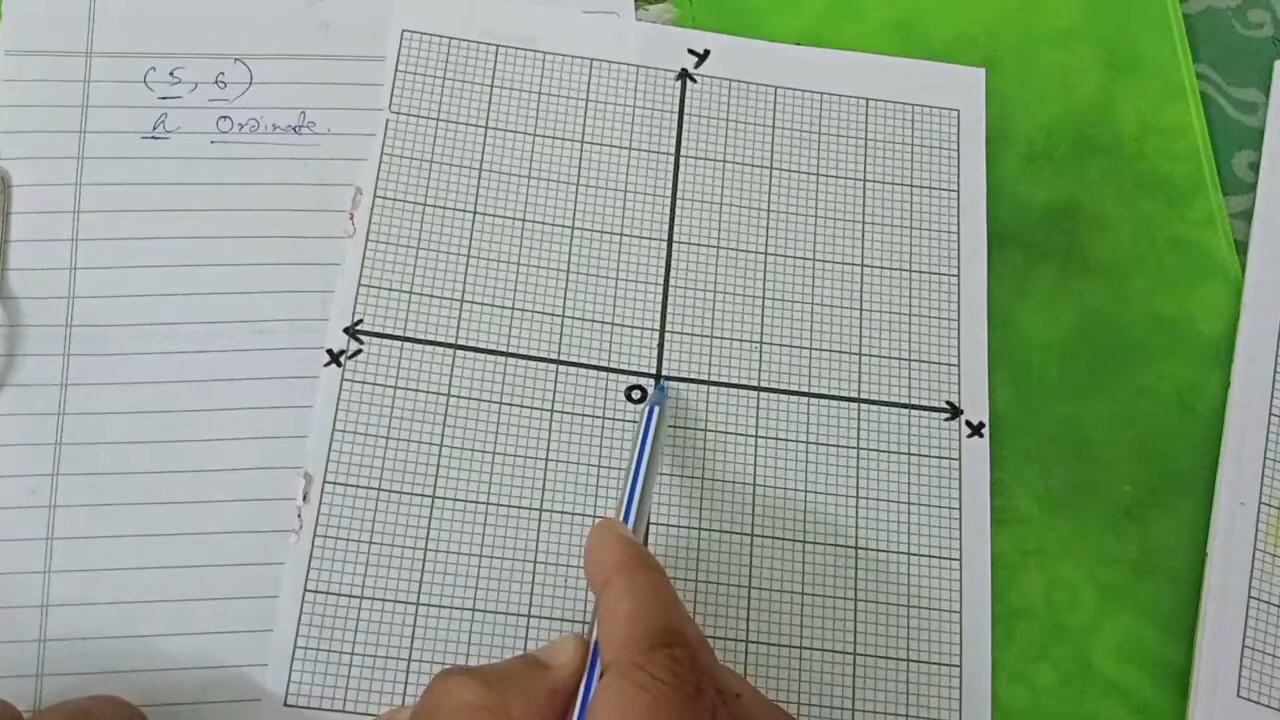 (5, 6)
Ordinate.
Y
X'
O
X